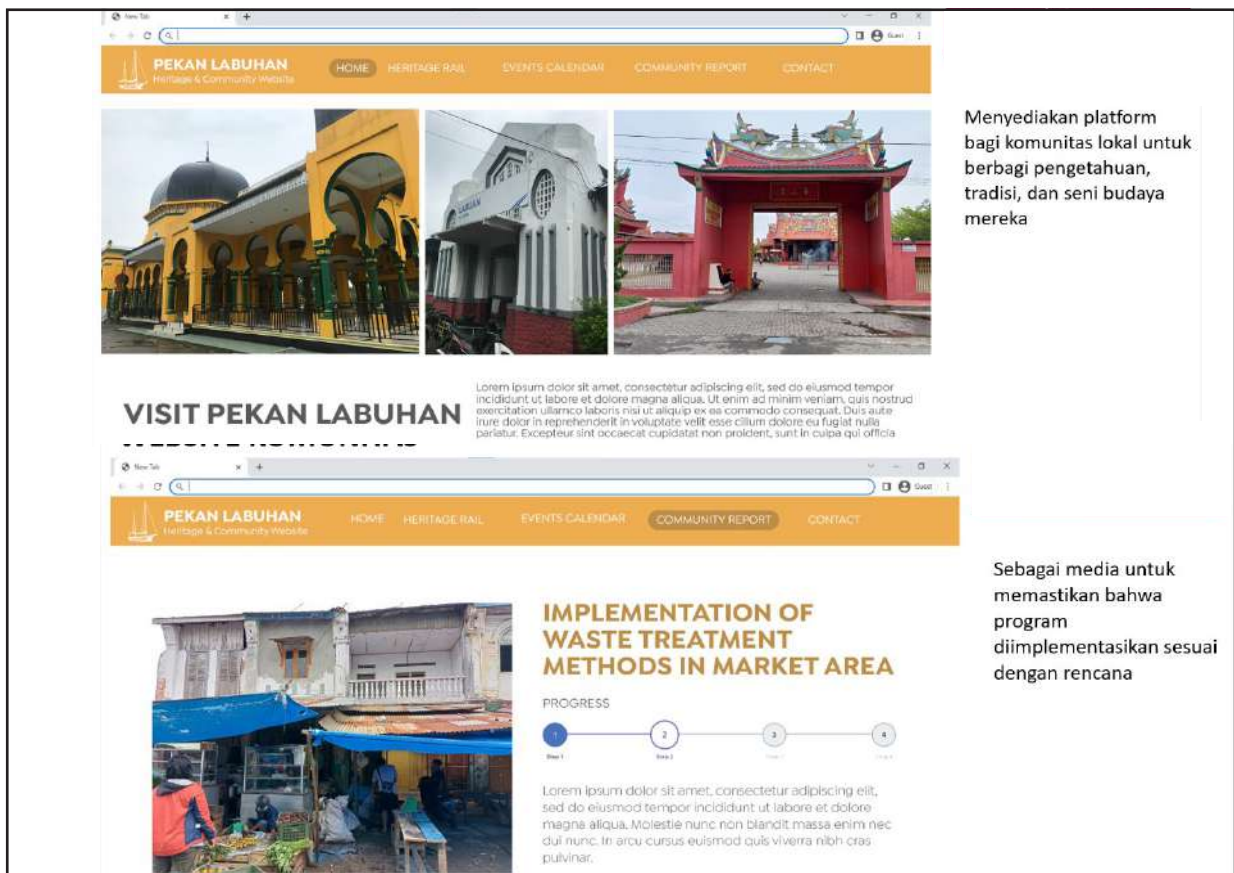 New Tab
Guest
PEKAN LABUHAN
Heritage & Community Website
HOME
HERITAGE RAIL
EVENTS CALENDAR
COMMUNITY REPORT
CONTACT
Menyediakan platform
bagi komunitas lokal untuk
berbagi pengetahuan,
tradisi, dan seni budaya
mereka
LABUAN
VISIT PEKAN LABUHAN
Lorem ipsum dolor sit amet, consectetur adipiscing elit, sed do eiusmod tempor
incididunt ut labore et dolore magna aliqua. Ut enim ad minim veniam, quis nostrud
exercitation ullamco laboris nisi ut aliquip ex ea commodo consequat. Duis aute
irure dolor in reprehenderit in voluptate velit esse cillum dolore eu fugiat nulla
pariatur. Excepteur sint occaecat cupidatat non proident, sunt in culpa qui officia
WEBSITE KOMUNITAS
New Tab
Guest
PEKAN LABUHAN
Heritage & Community Website
HOME
HERITAGE RAIL
EVENTS CALENDAR
COMMUNITY REPORT
CONTACT
Sebagai media untuk
memastikan bahwa
program
diimplementasikan sesuai
dengan rencana
IMPLEMENTATION OF
WASTE TREATMENT
METHODS IN MARKET AREA
PROGRESS
1
2
3
4
Step 1
Step 2
Lorem ipsum dolor sit amet, consectetur adipiscing elit,
sed do eiusmod tempor incididunt ut labore et dolore
magna aliqua. Molestie nunc non blandit massa enim nec
dui nunc. In arcu cursus euismod quis viverra nibh cras
pulvinar.